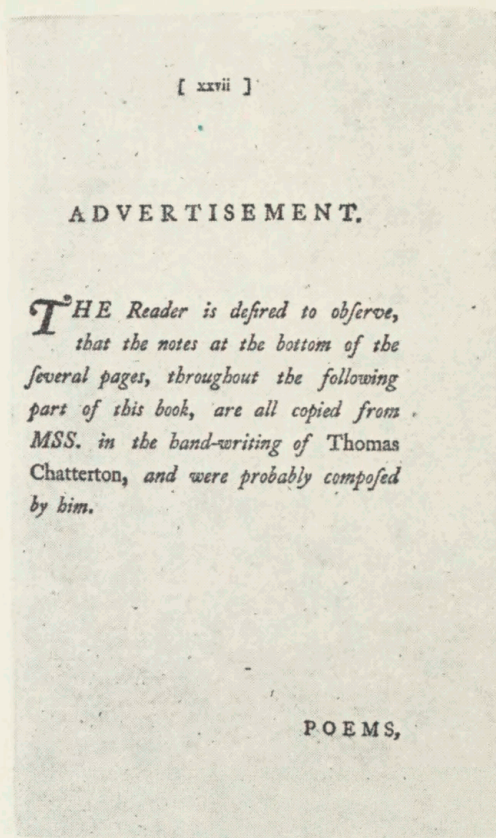 [ xxvii ]
ADVERTISEMENT.
THE Reader is deſired to obſerve,
that the notes at the bottom of the
ſeveral pages, throughout the following
part of this book, are all copied from
MSS. in the hand-writing of Thomas
Chatterton, and were probably compoſed
by him.
POEMS,